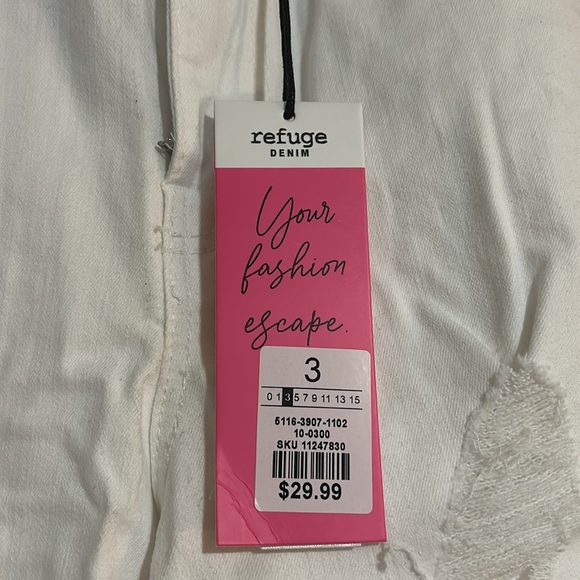 refuge
DENIM
Your
fashion
escape.
3
0 1 3 5 7 9 11 13 15
5116-3907-1102
10-0300
SKU 11247830
$29.99